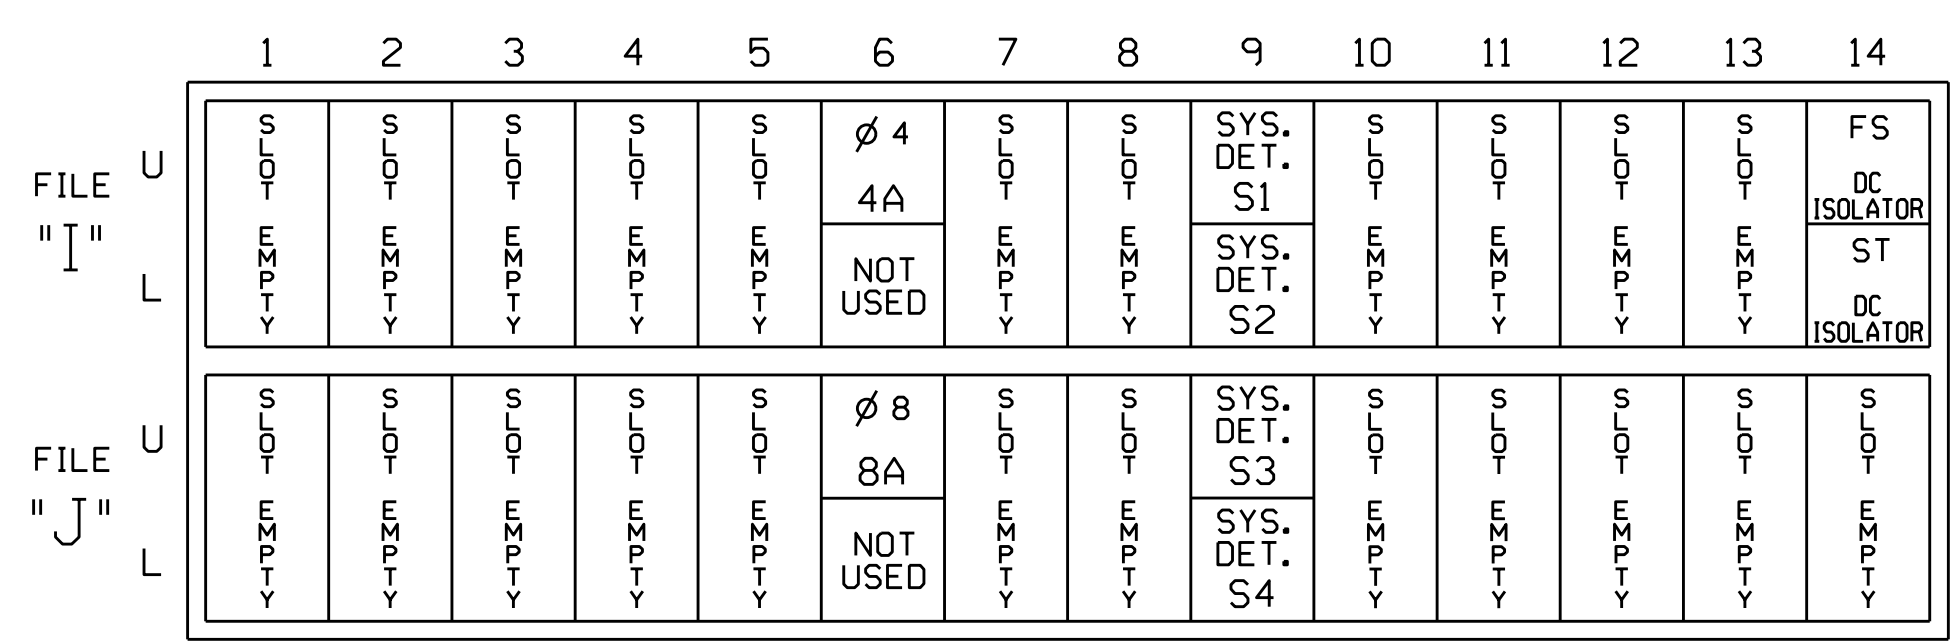 1 2 3 4 5 6 7 8 9 10 11 12 13 14
FILE
"I"
U
L
SLOT EMPTY
SLOT EMPTY
SLOT EMPTY
SLOT EMPTY
SLOT EMPTY
Ø 4
4A
NOT
USED
SLOT EMPTY
SLOT EMPTY
SYS.
DET.
S1
SYS.
DET.
S2
SLOT EMPTY
SLOT EMPTY
SLOT EMPTY
SLOT EMPTY
FS
DC
ISOLATOR
ST
DC
ISOLATOR
FILE
"J"
U
L
SLOT EMPTY
SLOT EMPTY
SLOT EMPTY
SLOT EMPTY
SLOT EMPTY
Ø 8
8A
NOT
USED
SLOT EMPTY
SLOT EMPTY
SYS.
DET.
S3
SYS.
DET.
S4
SLOT EMPTY
SLOT EMPTY
SLOT EMPTY
SLOT EMPTY
SLOT EMPTY